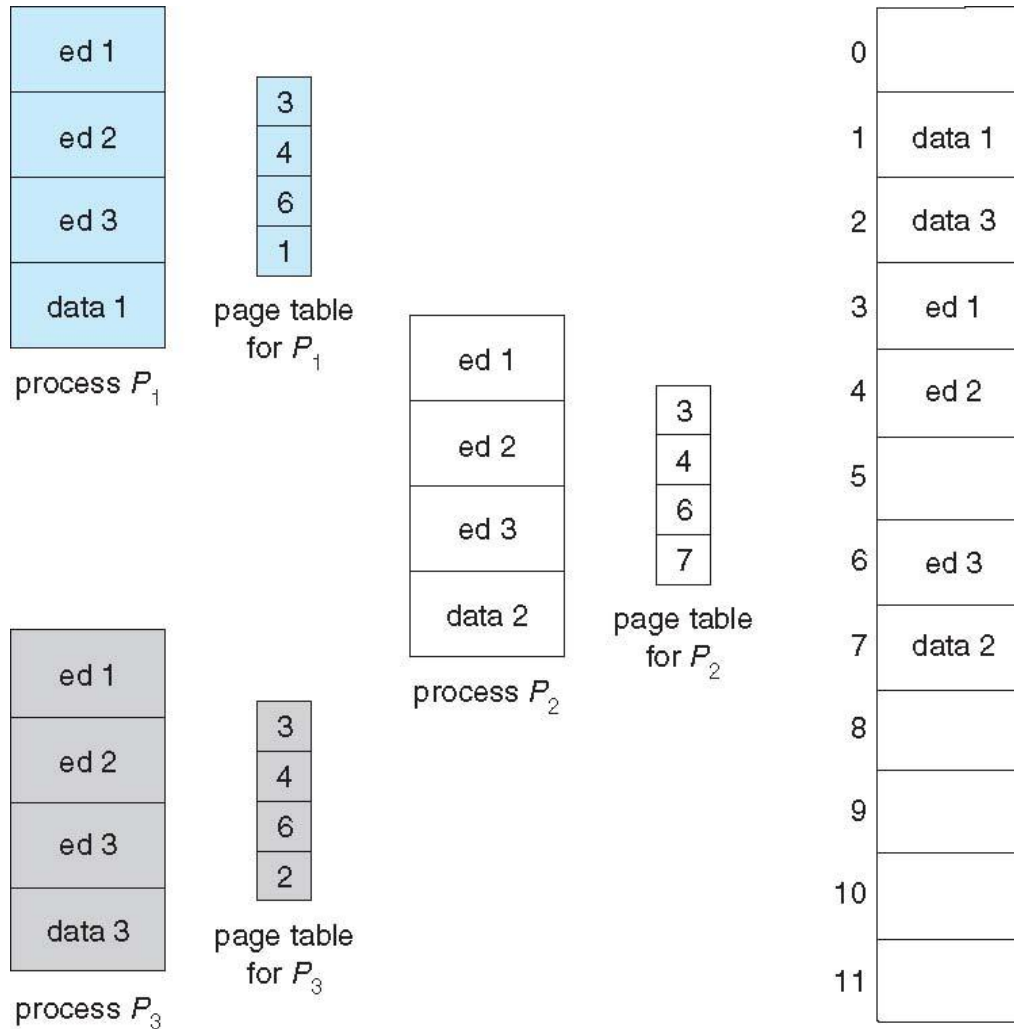 ed 1
ed 2
ed 3
data 1
process P1
3
4
6
1
page table
for P1
ed 1
ed 2
ed 3
data 2
process P2
3
4
6
7
page table
for P2
ed 1
ed 2
ed 3
data 3
process P3
3
4
6
2
page table
for P3
0
1 data 1
2 data 3
3 ed 1
4 ed 2
5
6 ed 3
7 data 2
8
9
10
11